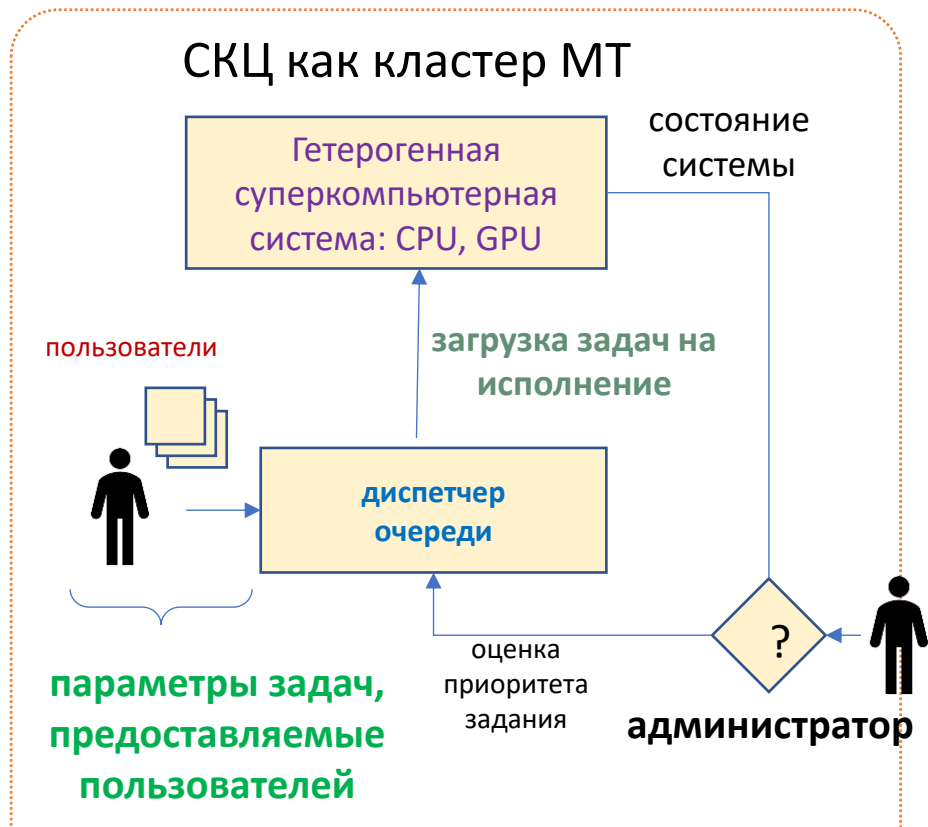 СКЦ как кластер МТ
Гетерогенная
суперкомпьютерная
система: CPU, GPU
состояние
системы
пользователи
загрузка задач на
исполнение
диспетчер
очереди
?
оценка
приоритета
задания
администратор
параметры задач,
предоставляемые
пользователей